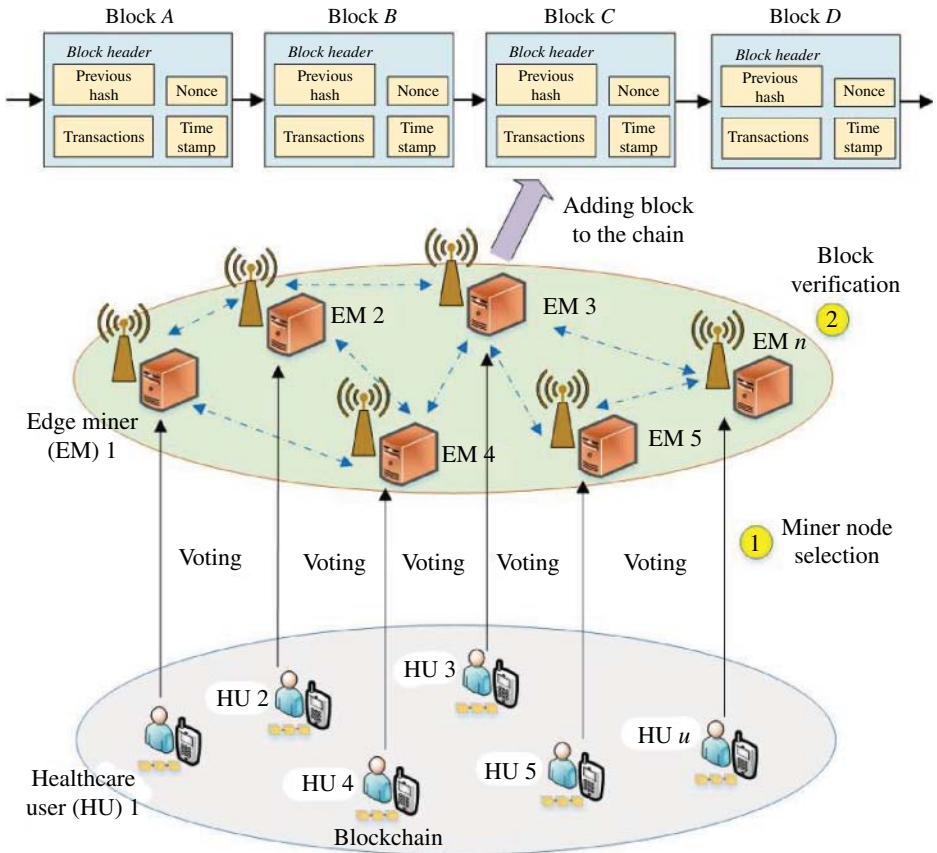 Block A
Block B
Block C
Block D
Block header
Block header
Block header
Block header
Previous
hash
Nonce
Previous
hash
Nonce
Previous
hash
Nonce
Previous
hash
Nonce
Transactions
Time
stamp
Transactions
Time
stamp
Transactions
Time
stamp
Transactions
Time
stamp
Adding block
to the chain
Block
verification
2
EM 2
EM 3
EM n
Edge miner
(EM) 1
EM 4
EM 5
1
Miner node
selection
Voting
Voting
Voting
Voting
Voting
HU 2
HU 3
HU u
HU 4
HU 5
Healthcare
user (HU) 1
Blockchain